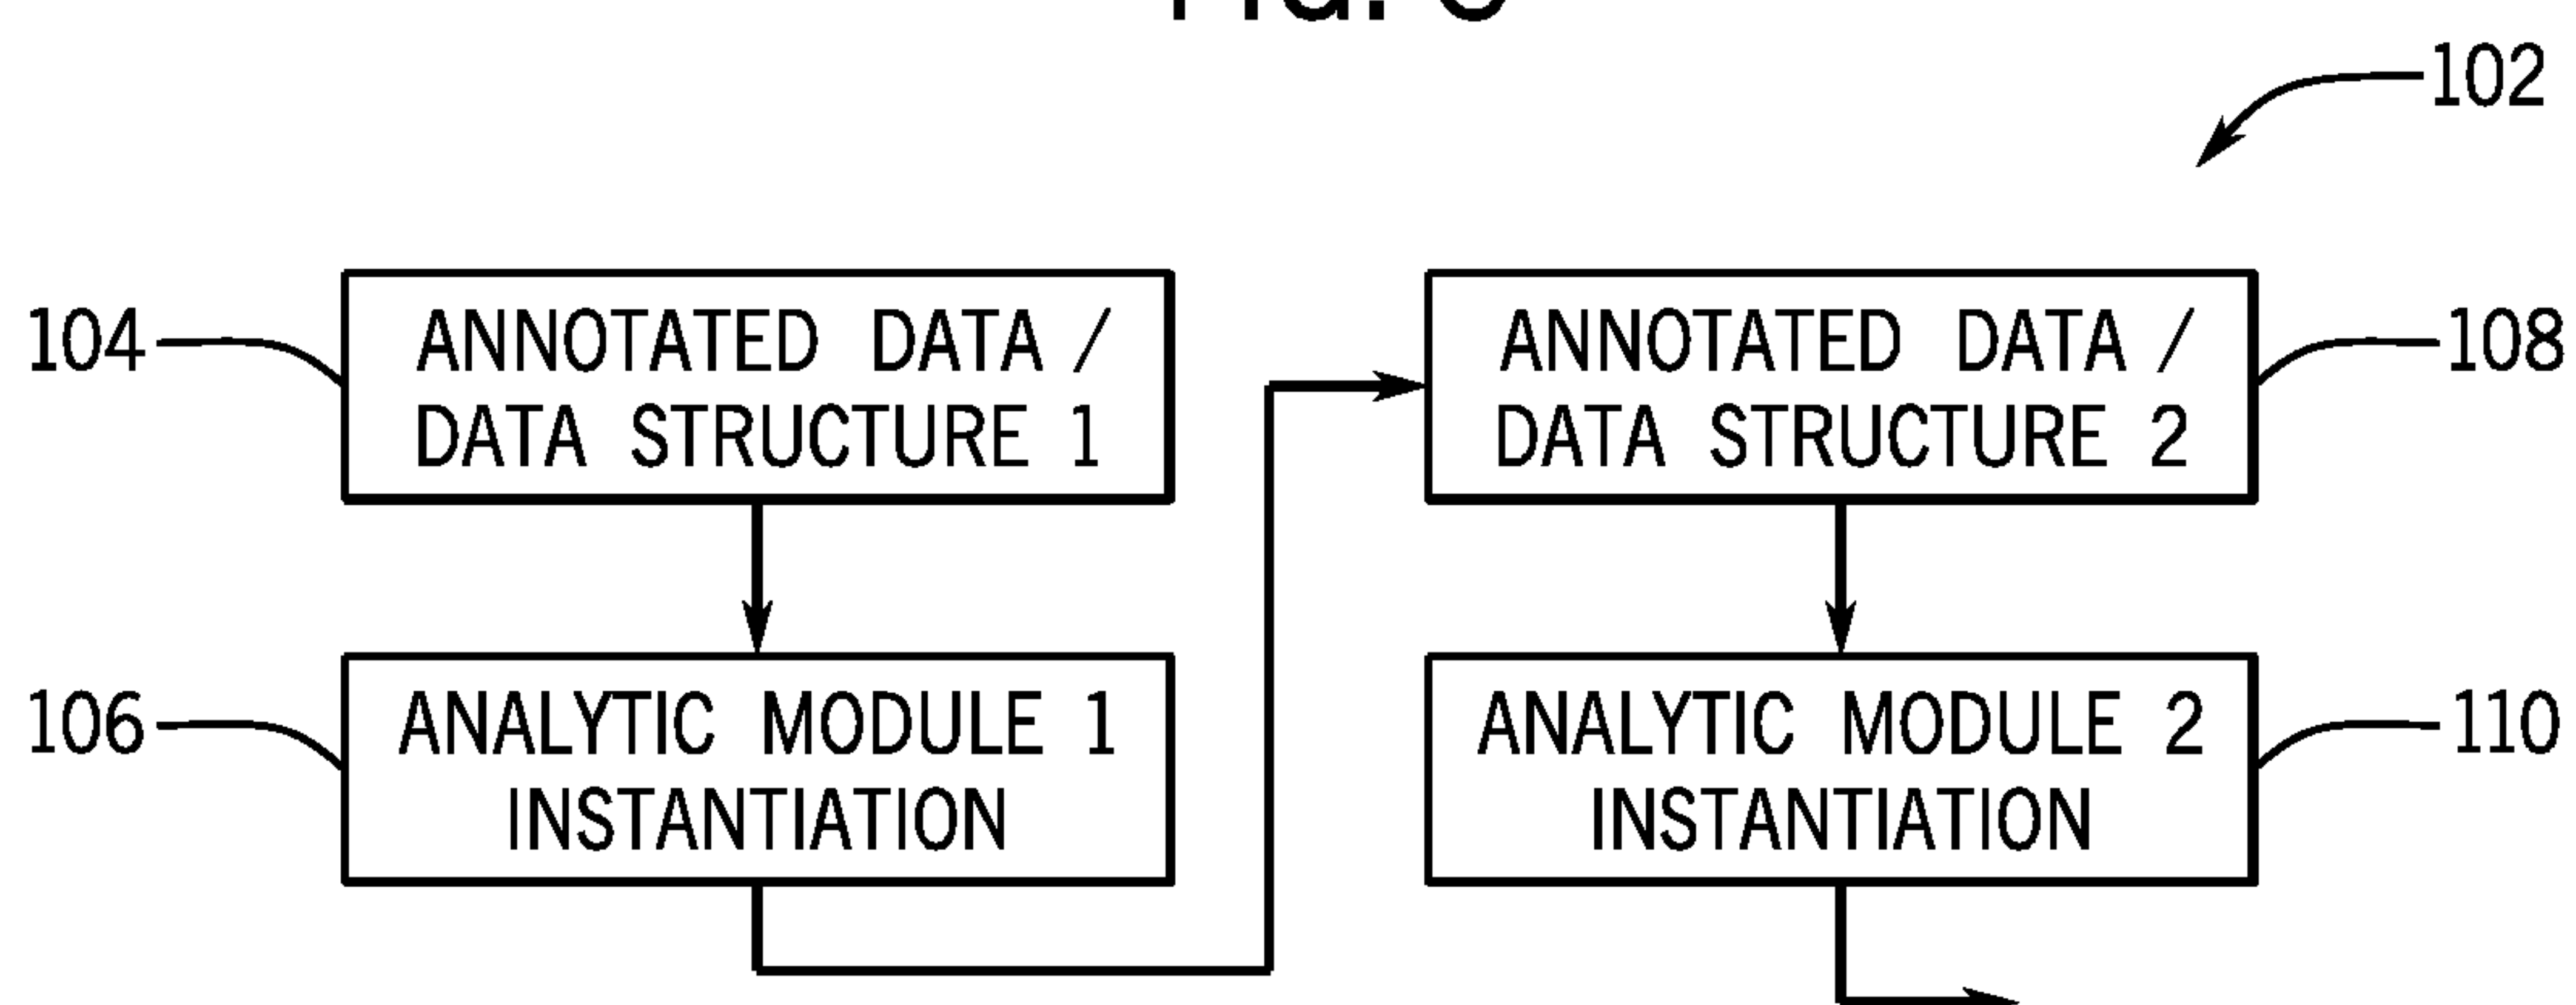 102
104
ANNOTATED DATA /
DATA STRUCTURE 1
ANNOTATED DATA /
DATA STRUCTURE 2
108
106
ANALYTIC MODULE 1
INSTANTIATION
ANALYTIC MODULE 2
INSTANTIATION
110